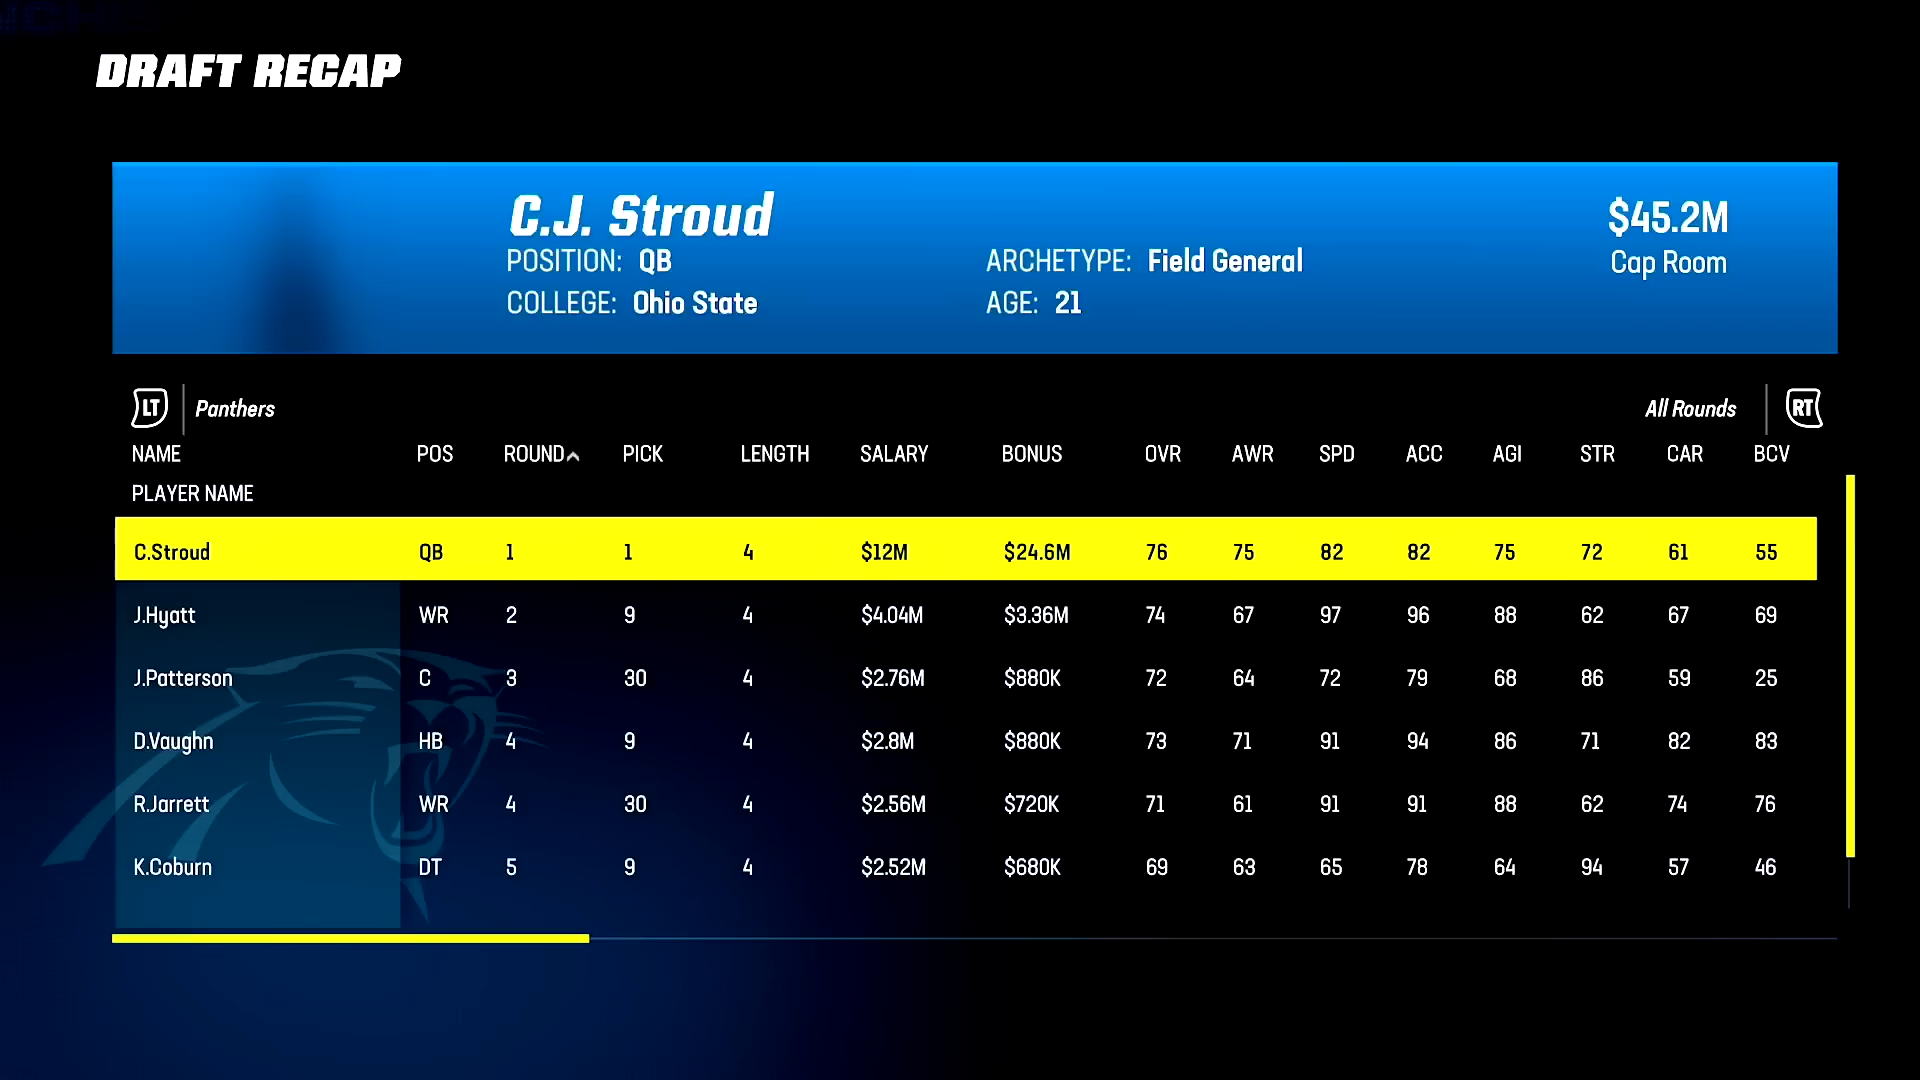 DRAFT RECAP
C.J. Stroud
POSITION: QB
ARCHETYPE: Field General
COLLEGE: Ohio State
AGE: 21
$45.2M
Cap Room
LT Panthers
All Rounds RT
NAME POS ROUND PICK LENGTH SALARY BONUS OVR AWR SPD ACC AGI STR CAR BCV
PLAYER NAME
C.Stroud QB 1 1 4 $12M $24.6M 76 75 82 82 75 72 61 55
J.Hyatt WR 2 9 4 $4.04M $3.36M 74 67 97 96 88 62 67 69
J.Patterson C 3 30 4 $2.76M $880K 72 64 72 79 68 86 59 25
D.Vaughn HB 4 9 4 $2.8M $880K 73 71 91 94 86 71 82 83
R.Jarrett WR 4 30 4 $2.56M $720K 71 61 91 91 88 62 74 76
K.Coburn DT 5 9 4 $2.52M $680K 69 63 65 78 64 94 57 46